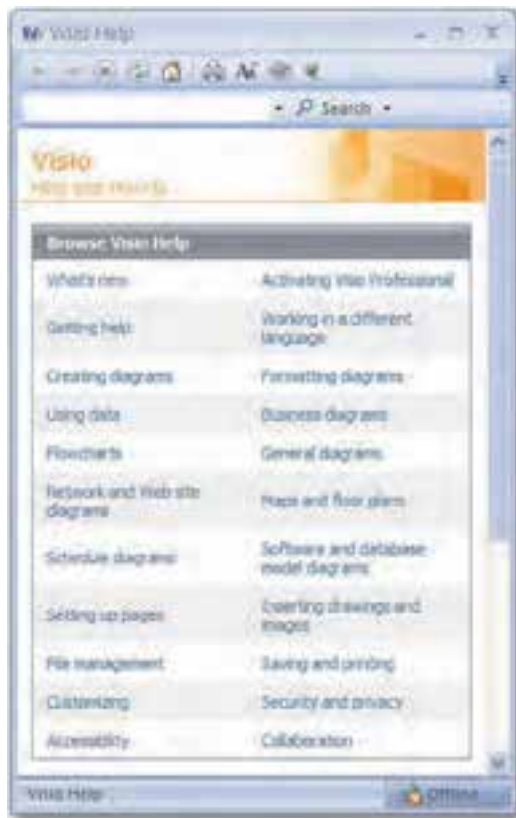 Visio Help
Search
Visio
Help and How-to
Browse Visio Help
What's new
Activating Visio Professional
Getting help
Working in a different
language
Creating diagrams
Formatting diagrams
Using data
Business diagrams
Flowcharts
General diagrams
Network and Web site
diagrams
Maps and floor plans
Schedule diagrams
Software and database
model diagrams
Setting up pages
Inserting drawings and
images
File management
Saving and printing
Customizing
Security and privacy
Accessibility
Collaboration
Visio Help
Offline